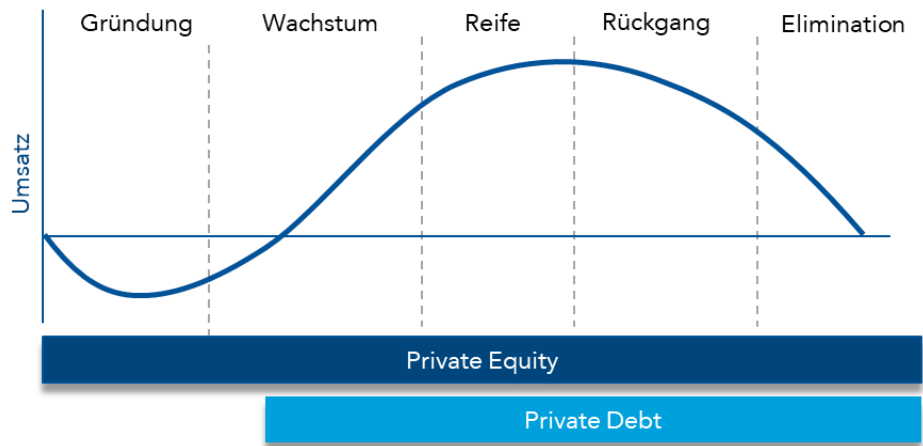 Gründung
Wachstum
Reife
Rückgang
Elimination
Umsatz
Private Equity
Private Debt